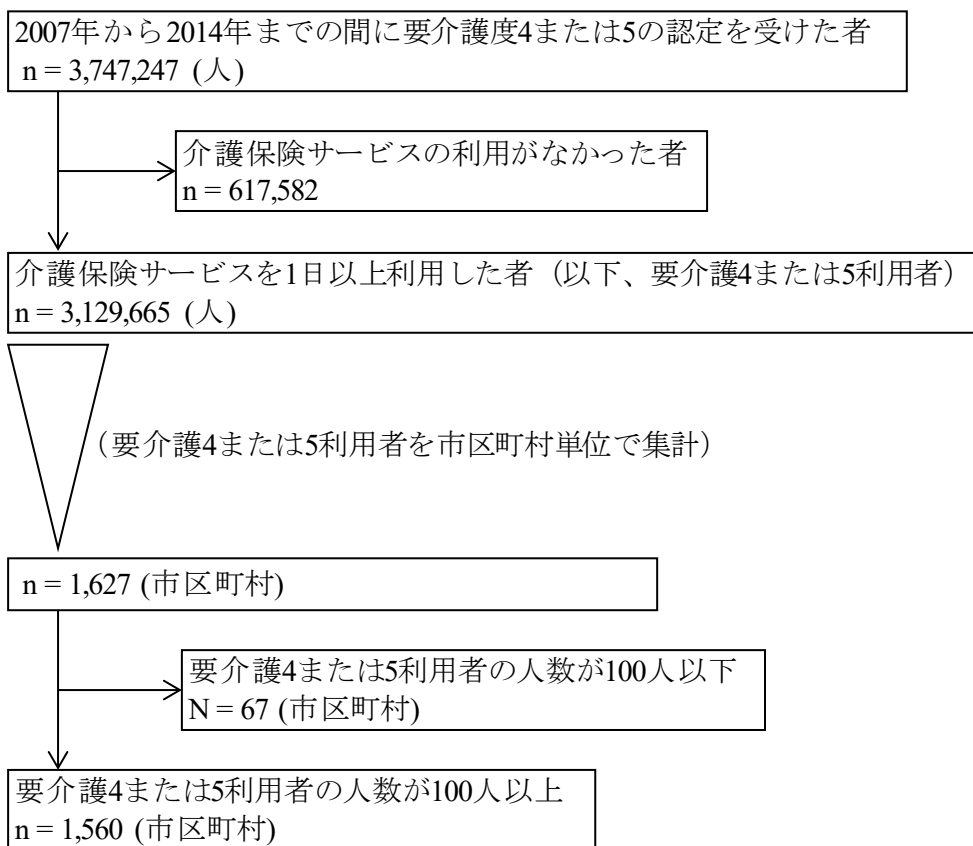 2007年から2014年までの間に要介護度4または5の認定を受けた者
n = 3,747,247 (人)
介護保険サービスの利用がなかった者
n = 617,582
介護保険サービスを1日以上利用した者（以下、要介護4または5利用者）
n = 3,129,665 (人)
（要介護4または5利用者を市区町村単位で集計）
n = 1,627 (市区町村)
要介護4または5利用者の人数が100人以下
N = 67 (市区町村)
要介護4または5利用者の人数が100人以上
n = 1,560 (市区町村)